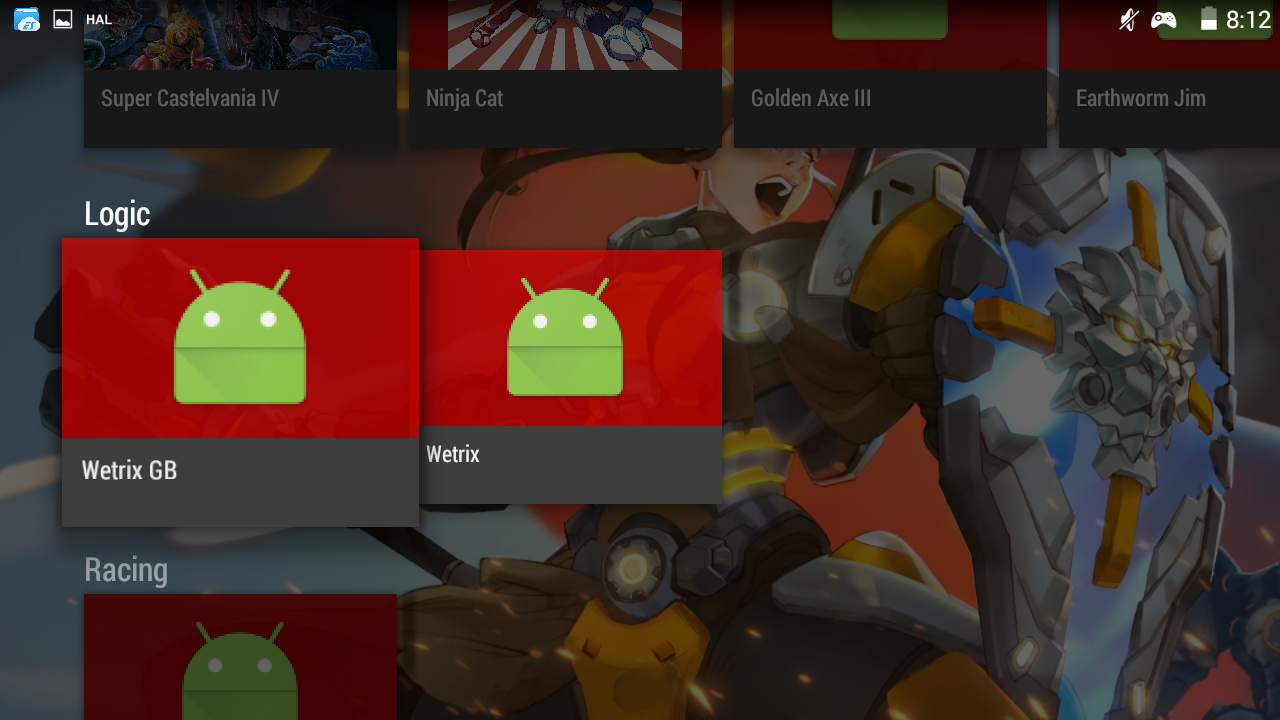 HAL
8:12
Super Castelvania IV
Ninja Cat
Golden Axe III
Earthworm Jim
Logic
Wetrix GB
Wetrix
Racing